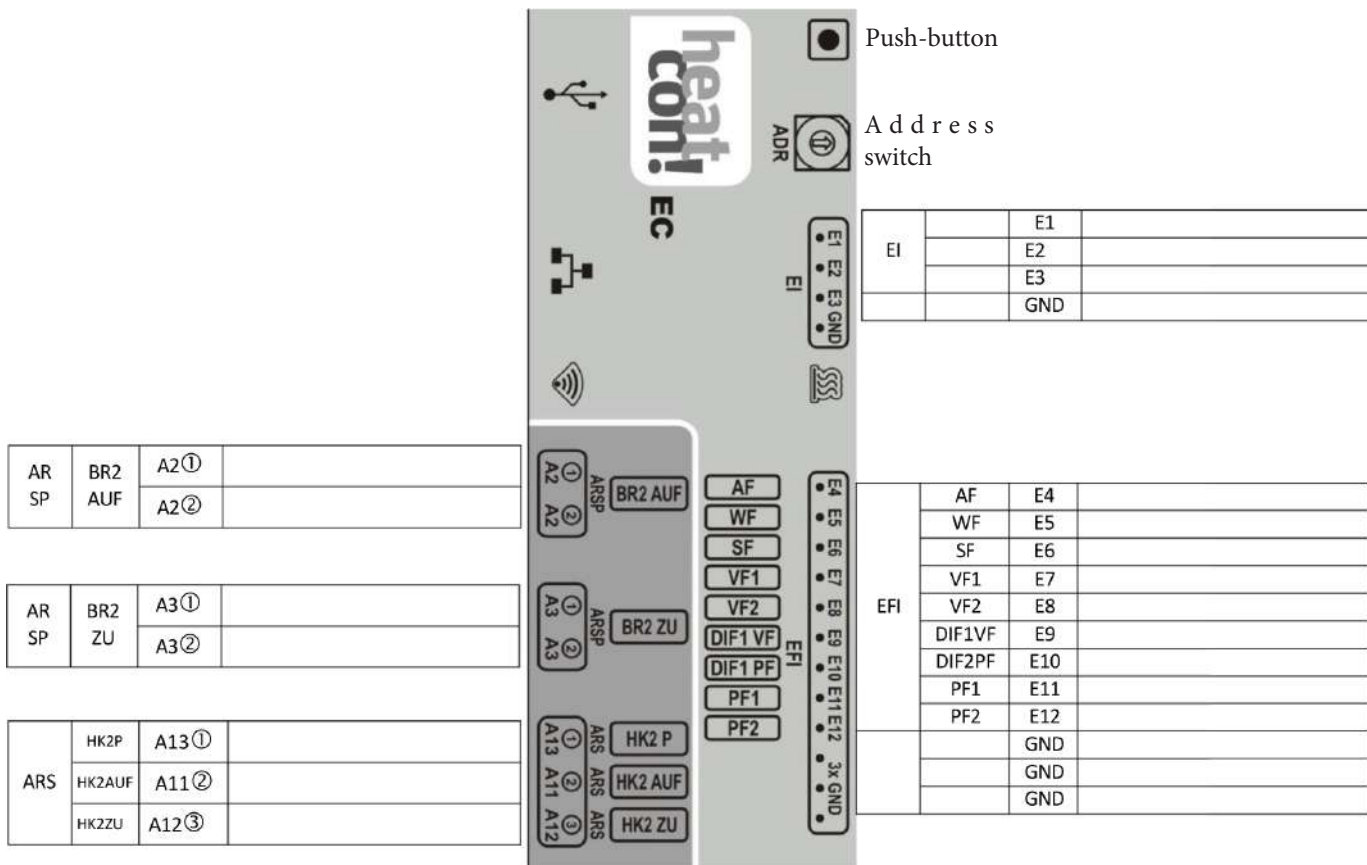 Push-button
A d d r e s s
switch
heat
con!
EC
ADR
E1 E2 E3 GND
EI
EI E1
E2
E3
GND
AR SP BR2 AUF A2①
A2②
AR SP BR2 ZU A3①
A3②
ARS HK2P A13①
HK2AUF A11②
HK2ZU A12③
A2 ① A2 ② ARSP BR2 AUF
A3 ① A3 ② ARSP BR2 ZU
A13 ① ARS HK2 P
A11 ② ARS HK2 AUF
A12 ③ ARS HK2 ZU
AF
WF
SF
VF1
VF2
DIF1 VF
DIF1 PF
PF1
PF2
EFI
E4 E5 E6 E7 E8 E9 E10 E11 E12 3x GND
EFI AF E4
WF E5
SF E6
VF1 E7
VF2 E8
DIF1VF E9
DIF2PF E10
PF1 E11
PF2 E12
GND
GND
GND